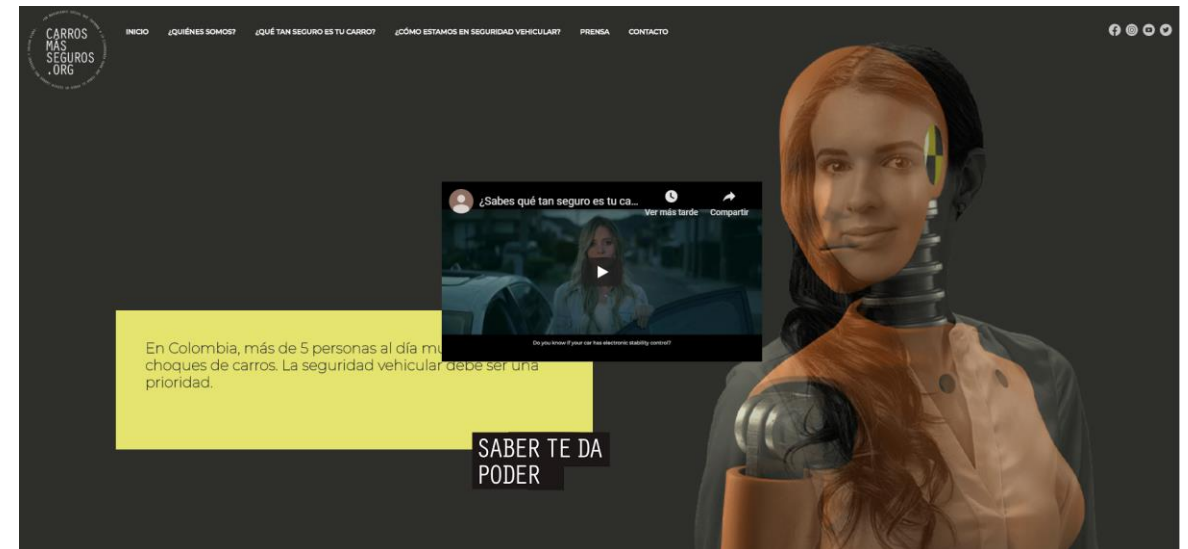 CARROS
MÁS
SEGUROS
.ORG
INICIO ¿QUIÉNES SOMOS? ¿QUÉ TAN SEGURO ES TU CARRO? ¿CÓMO ESTAMOS EN SEGURIDAD VEHICULAR? PRENSA CONTACTO
¿Sabes qué tan seguro es tu ca...
Ver más tarde Compartir
Do you know if your car has electronic stability control?
En Colombia, más de 5 personas al día
choques de carros. La seguridad vehicular debe ser una
prioridad.
SABER TE DA
PODER